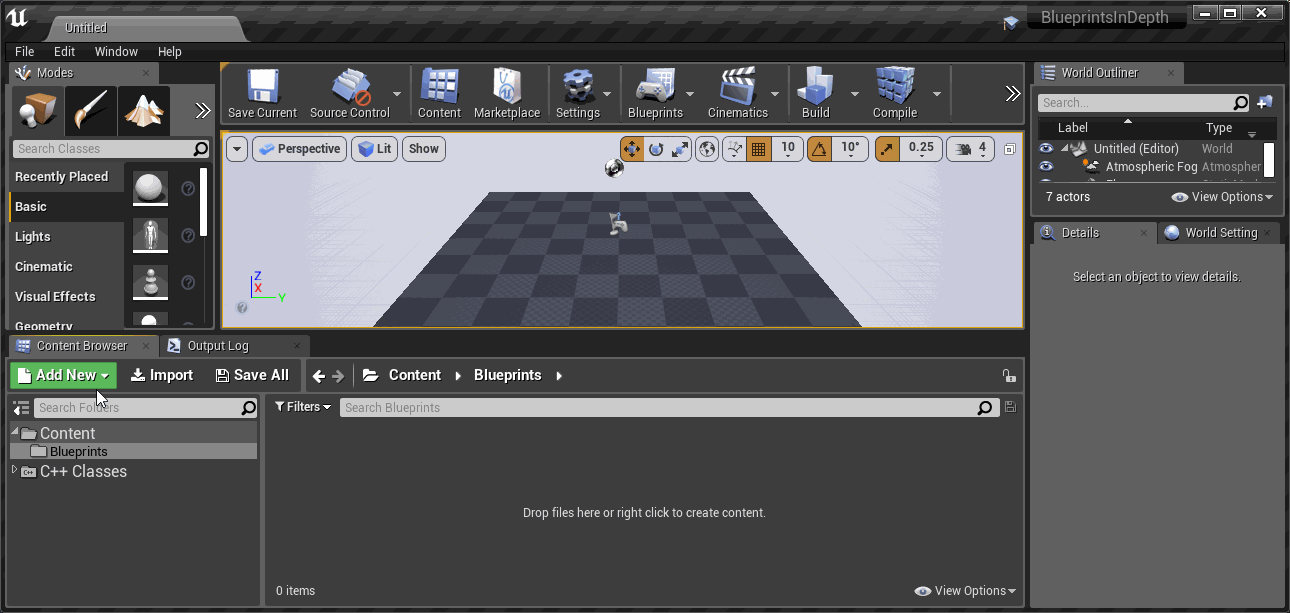 Untitled
BlueprintsInDepth
File Edit Window Help
Modes
Search Classes
Recently Placed
Basic
Lights
Cinematic
Visual Effects
Geometry
Save Current
Source Control
Content
Marketplace
Settings
Blueprints
Cinematics
Build
Compile
Perspective
Lit
Show
10
10°
0.25
4
Z
X
Y
World Outliner
Search...
Label Type
Untitled (Editor) World
Atmospheric Fog Atmospher
7 actors
View Options
Details
World Setting
Select an object to view details.
Content Browser
Output Log
Add New
Import
Save All
Content
Blueprints
Search Folders
Content
Blueprints
C++ Classes
Filters
Search Blueprints
Drop files here or right click to create content.
0 items
View Options